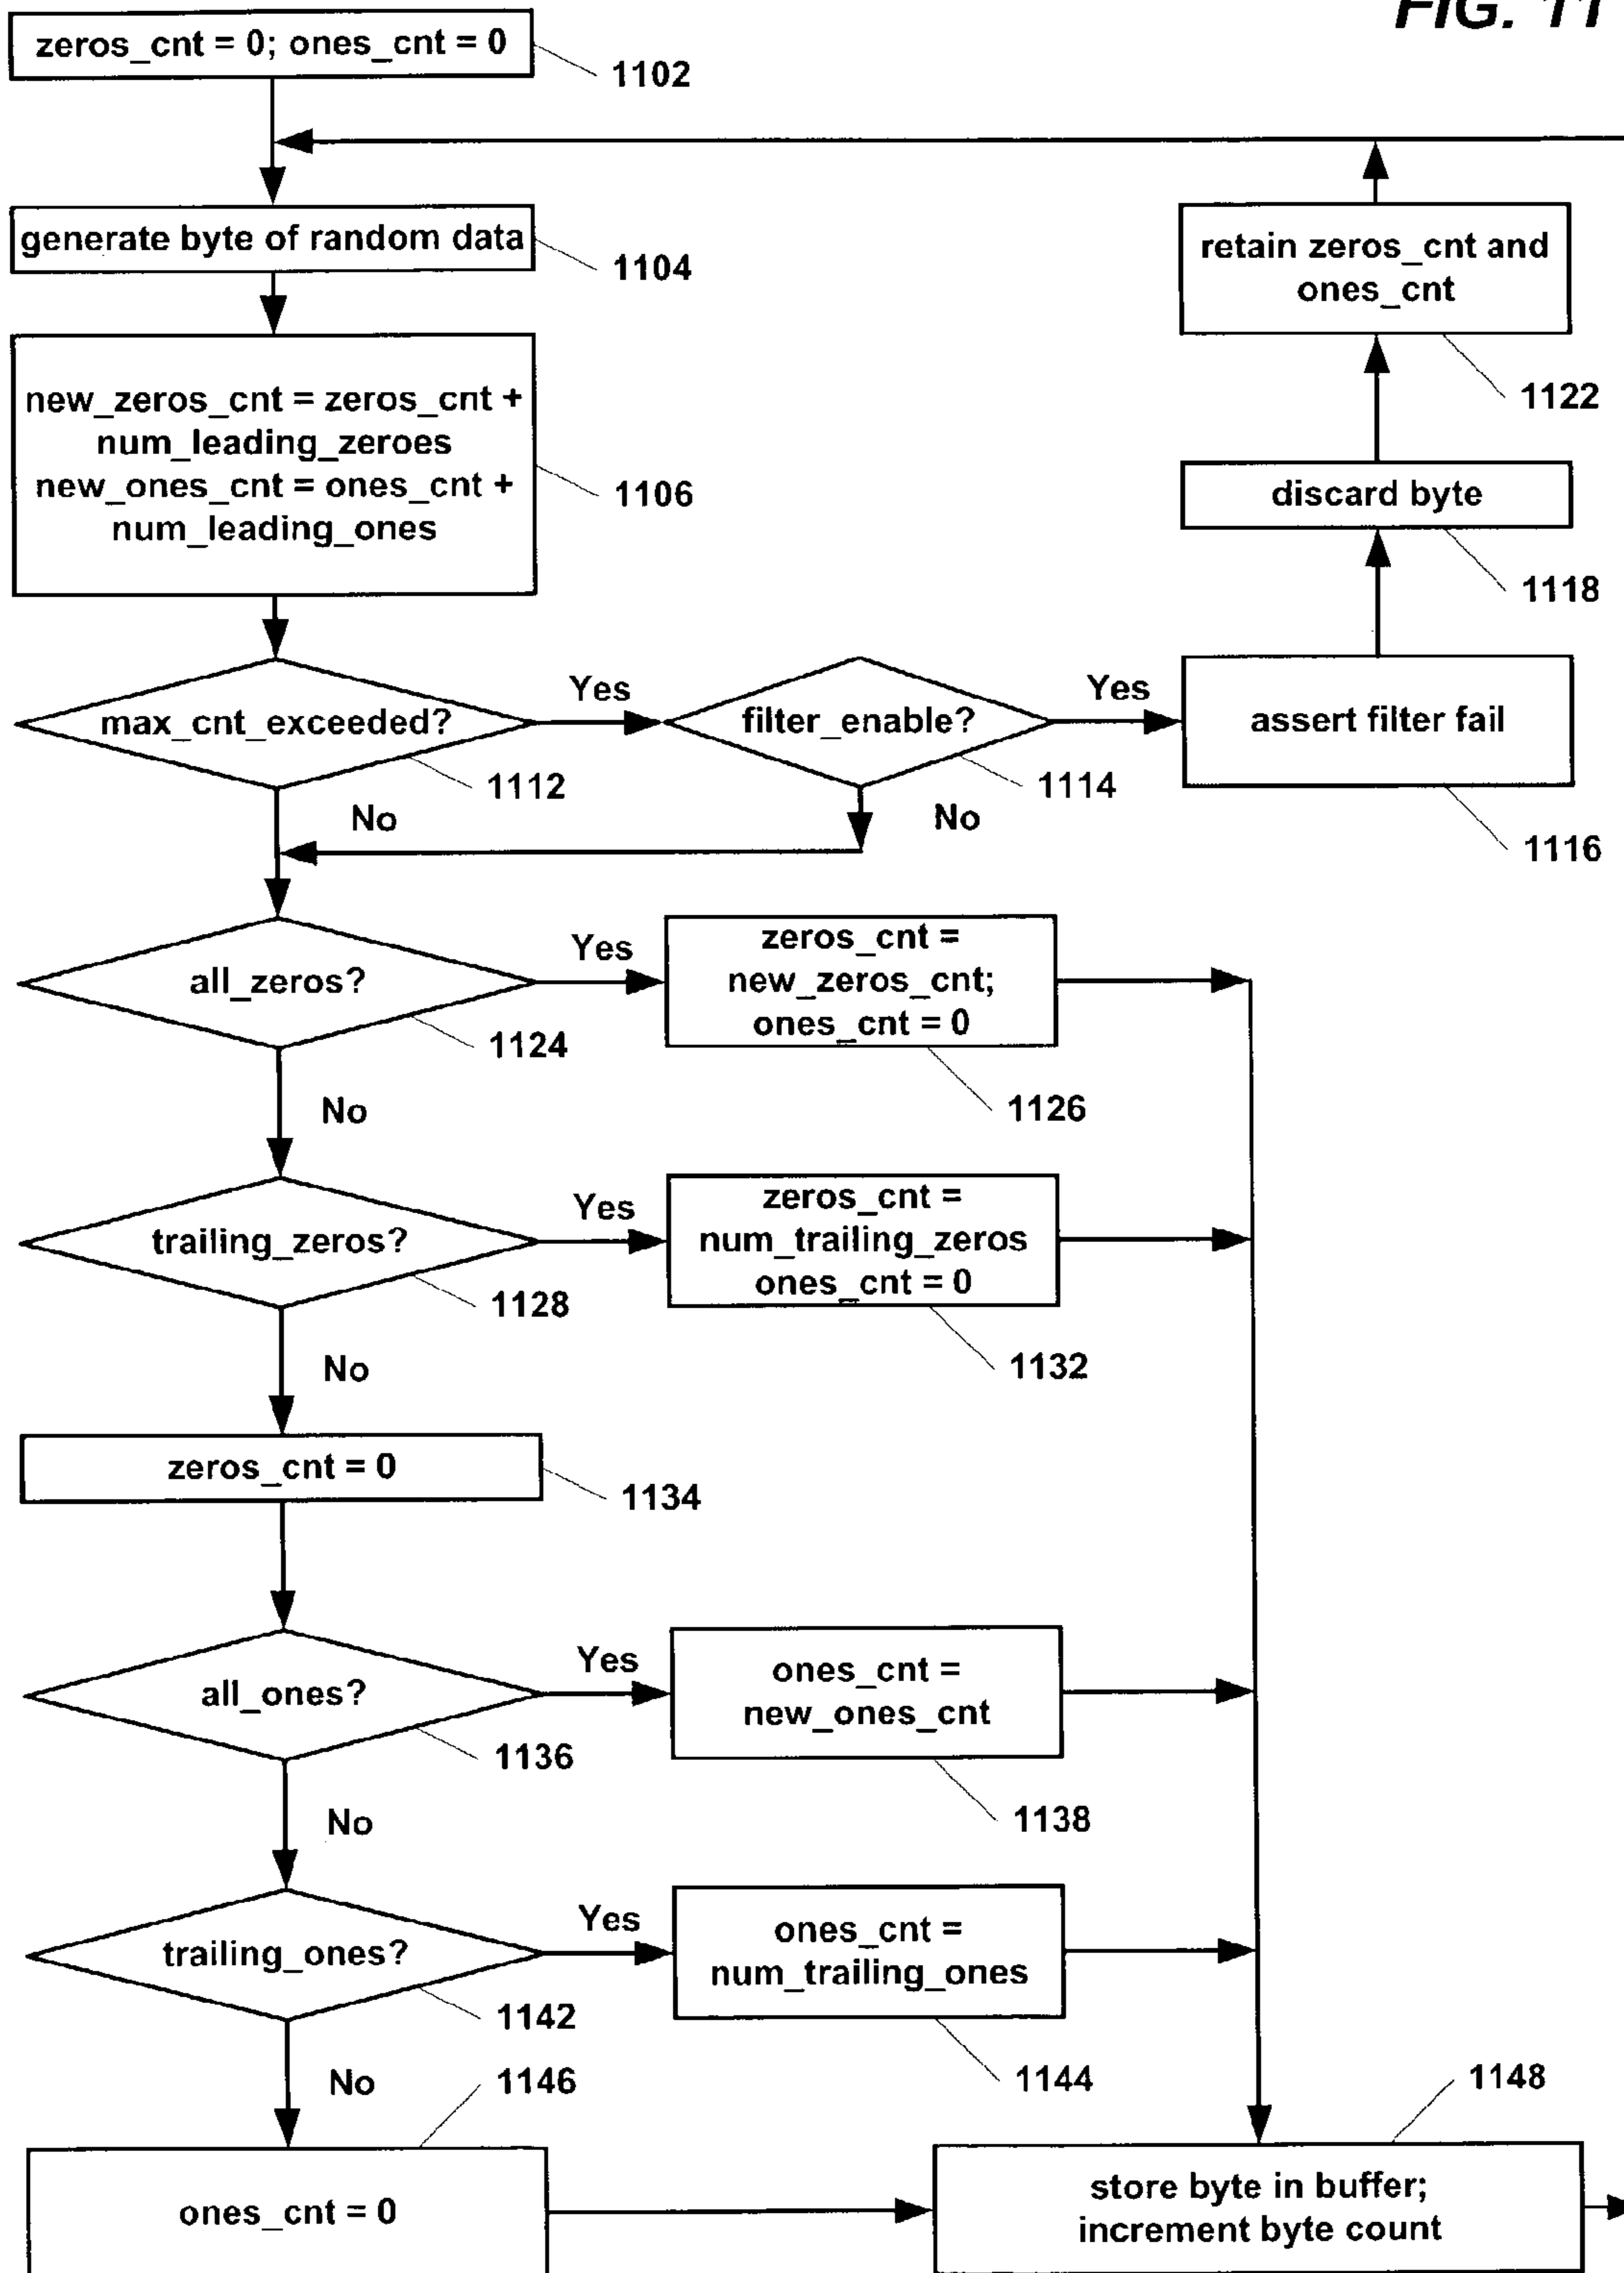 FIG. 11
zeros_cnt = 0; ones_cnt = 0
1102
generate byte of random data
1104
retain zeros_cnt and
ones_cnt
1122
new_zeros_cnt = zeros_cnt +
num_leading_zeroes
new_ones_cnt = ones_cnt +
num_leading_ones
1106
discard byte
1118
max_cnt_exceeded?
Yes
1112
No
filter_enable?
Yes
1114
No
assert filter fail
1116
all_zeros?
Yes
1124
No
zeros_cnt =
new_zeros_cnt;
ones_cnt = 0
1126
trailing_zeros?
Yes
1128
No
zeros_cnt =
num_trailing_zeros
ones_cnt = 0
1132
zeros_cnt = 0
1134
all_ones?
Yes
1136
No
ones_cnt =
new_ones_cnt
1138
trailing_ones?
Yes
1142
No
ones_cnt =
num_trailing_ones
1144
1146
ones_cnt = 0
1148
store byte in buffer;
increment byte count